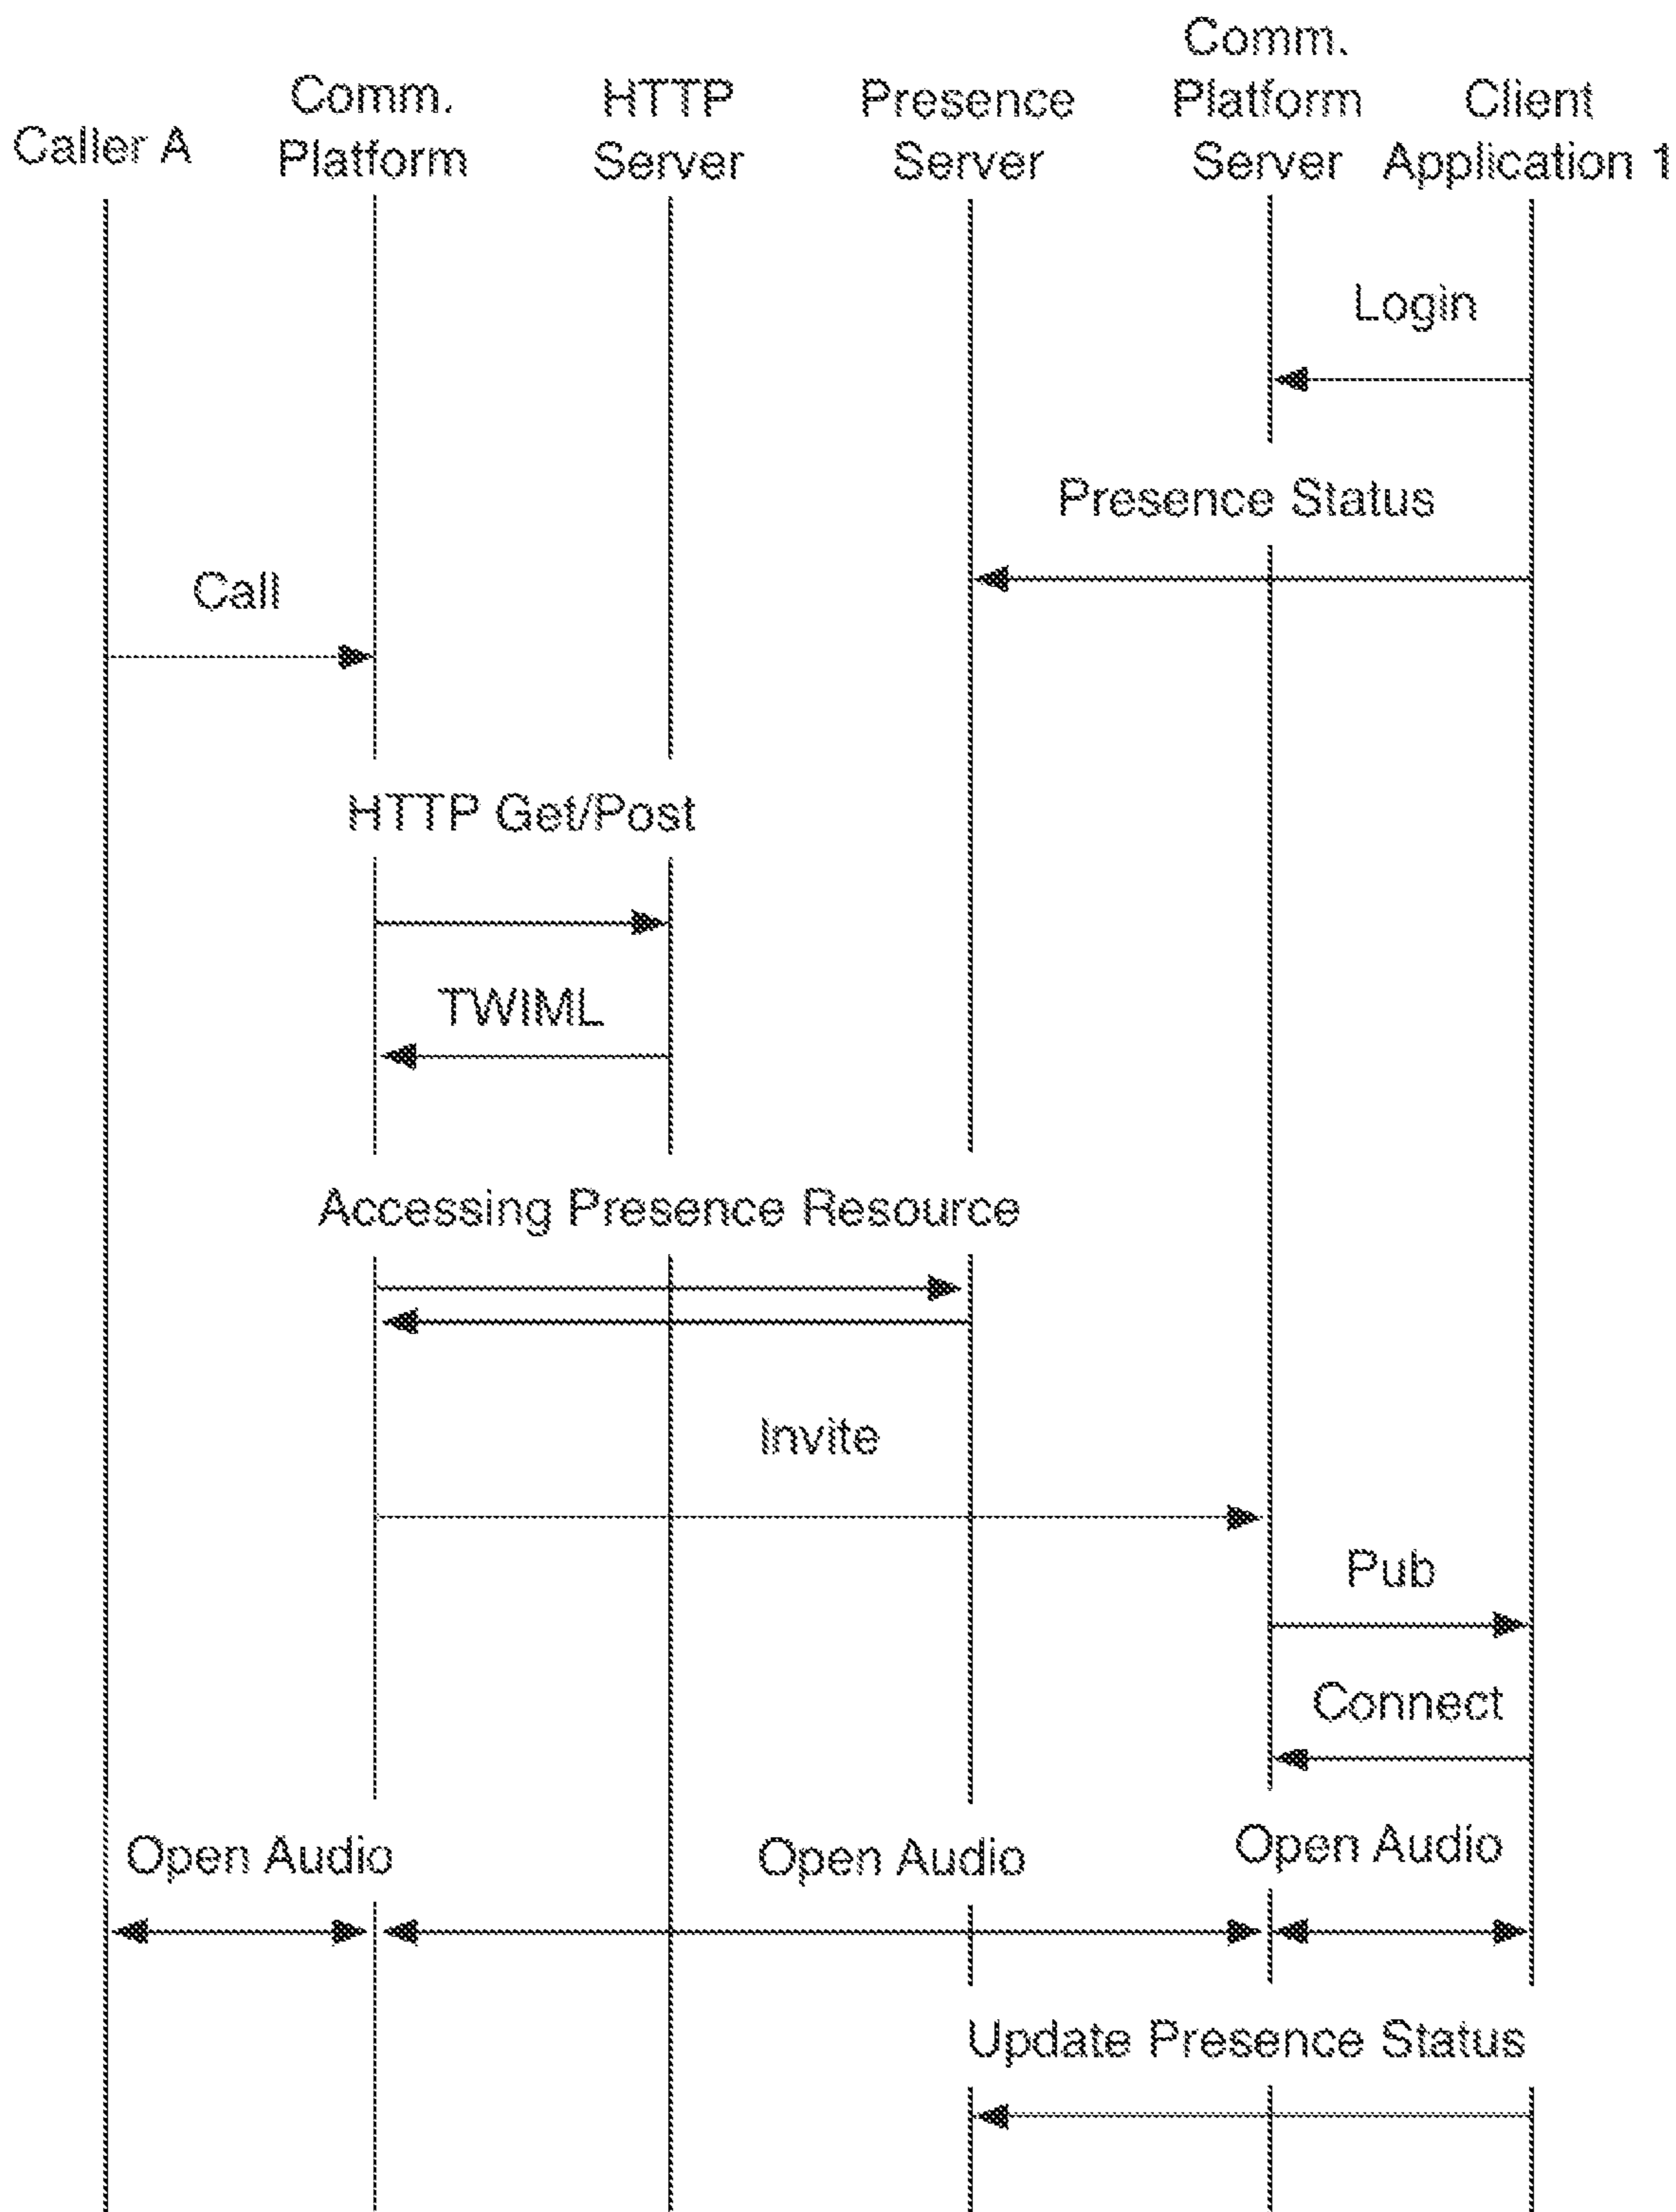 Caller A
Comm.
Platform
HTTP
Server
Presence
Server
Comm.
Platform
Server
Client
Application 1
Login
Presence Status
Call
HTTP Get/Post
TWIML
Accessing Presence Resource
Invite
Pub
Connect
Open Audio
Open Audio
Open Audio
Update Presence Status